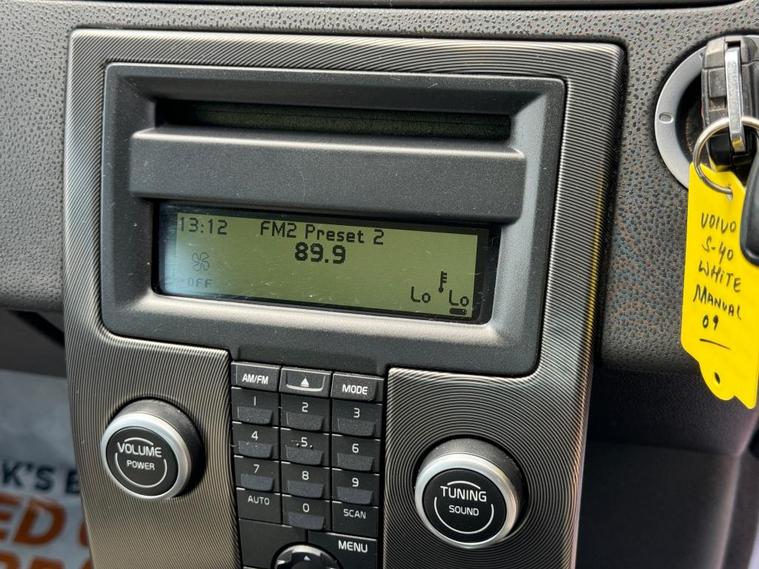 13:12 FM2 Preset 2
89.9
OFF
Lo Lo
AM/FM MODE
1 2 3
4 5 6
7 8 9
AUTO 0 SCAN
MENU
VOLUME
POWER
TUNING
SOUND
VOLVO
S-40
WHITE
MANUAL
09